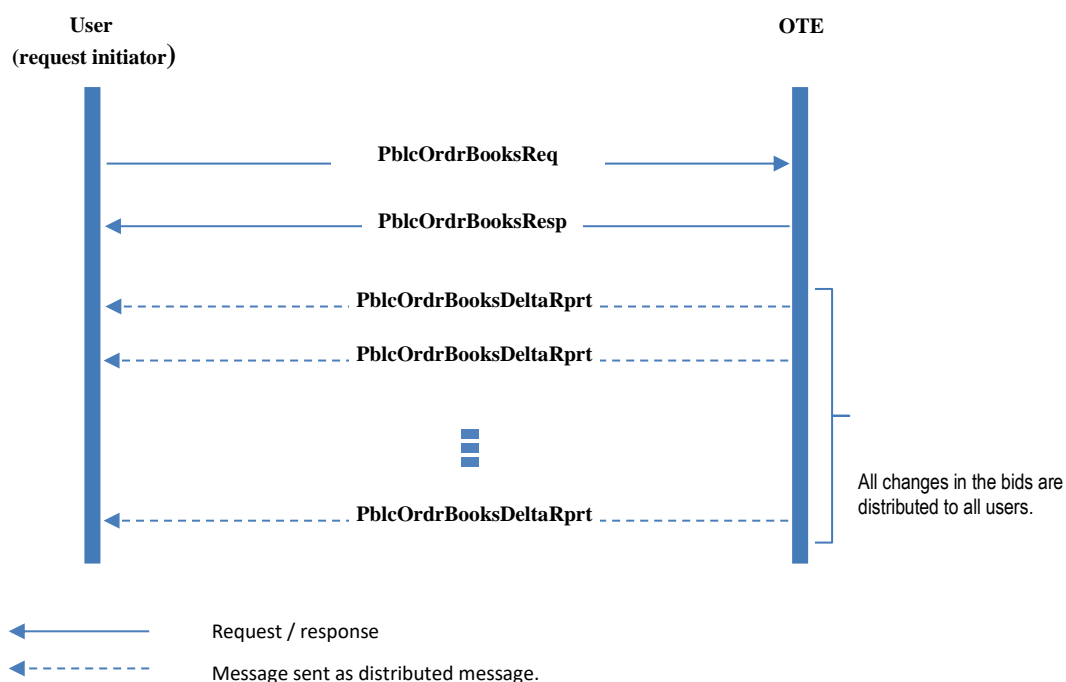 User
(request initiator)
OTE
PblcOrdrBooksReq
PblcOrdrBooksResp
PblcOrdrBooksDeltaRprt
PblcOrdrBooksDeltaRprt
PblcOrdrBooksDeltaRprt
All changes in the bids are
distributed to all users.
Request / response
Message sent as distributed message.